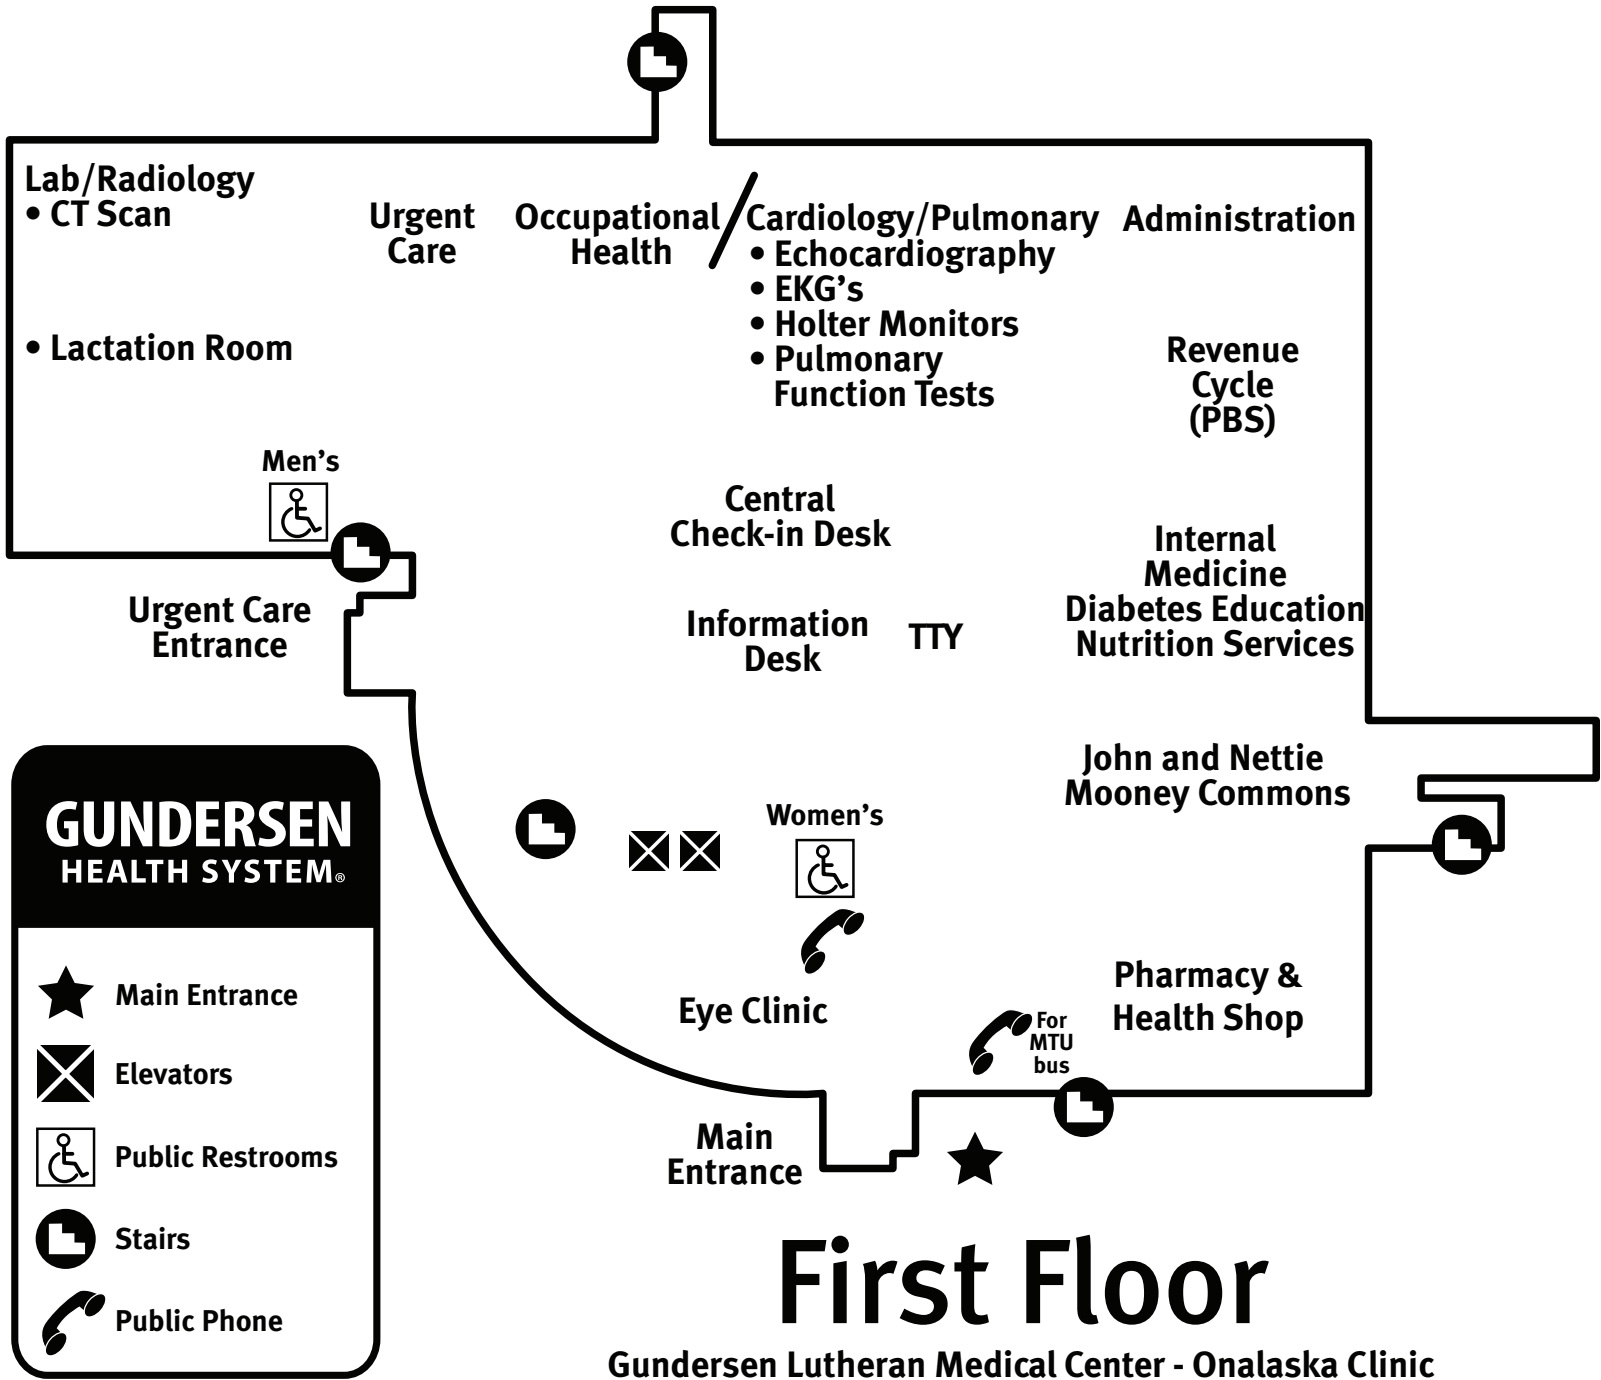 Lab/Radiology
• CT Scan
• Lactation Room
Urgent
Care
Occupational
Health
Cardiology/Pulmonary
• Echocardiography
• EKG's
• Holter Monitors
• Pulmonary
Function Tests
Administration
Revenue
Cycle
(PBS)
Men's
Central
Check-in Desk
Internal
Medicine
Diabetes Education
Nutrition Services
Urgent Care
Entrance
Information
Desk
TTY
John and Nettie
Mooney Commons
Women's
Eye Clinic
Pharmacy &
Health Shop
For
MTU
bus
Main
Entrance
GUNDERSEN
HEALTH SYSTEM®
Main Entrance
Elevators
Public Restrooms
Stairs
Public Phone
First Floor
Gundersen Lutheran Medical Center - Onalaska Clinic